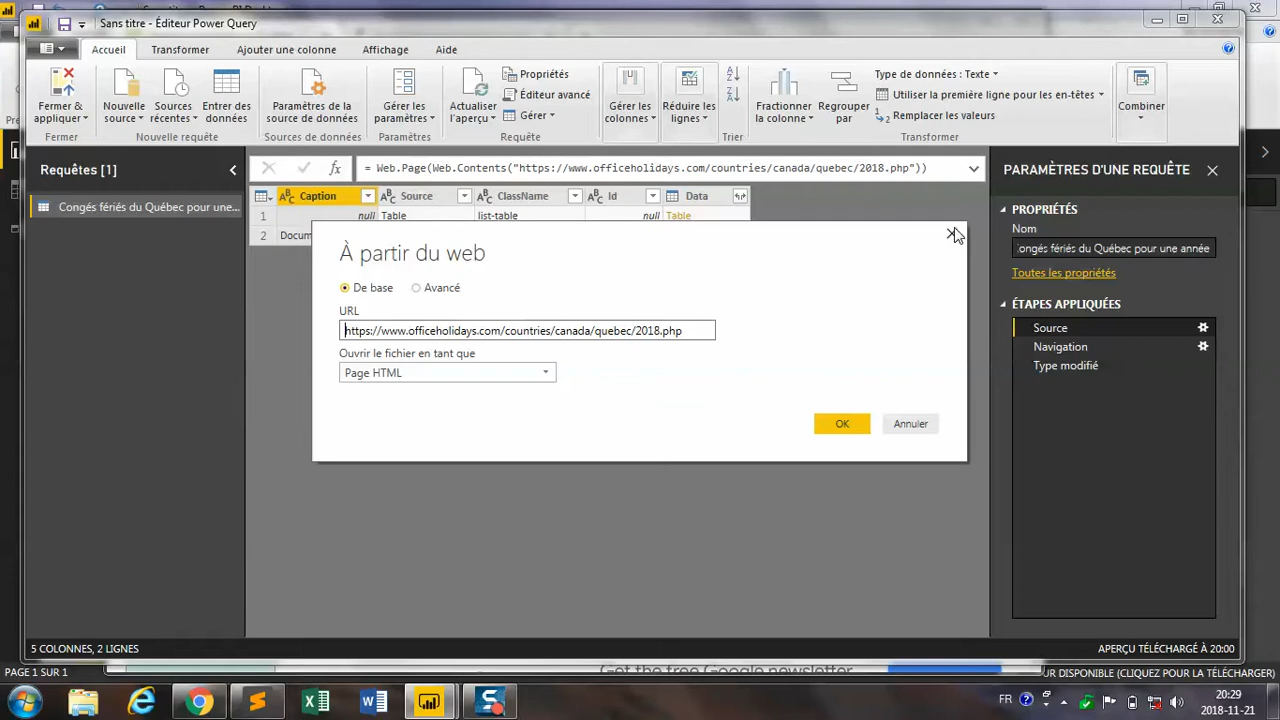 Sans titre - Éditeur Power Query
Accueil Transformer Ajouter une colonne Affichage Aide
Fermer & appliquer
Nouvelle source
Sources récentes
Entrer des données
Paramètres de la source de données
Gérer les paramètres
Actualiser l'aperçu
Propriétés
Éditeur avancé
Gérer
Gérer les colonnes
Réduire les lignes
Fractionner la colonne
Regrouper par
Type de données : Texte
Utiliser la première ligne pour les en-têtes
Remplacer les valeurs
Combiner
Fermer Nouvelle requête Sources de données Paramètres Requête Trier Transformer
Requêtes [1]
Congés fériés du Québec pour une...
= Web.Page(Web.Contents("https://www.officeholidays.com/countries/canada/quebec/2018.php"))
Caption Source ClassName Id Data
1 null Table list-table null Table
2 Docum
À partir du web
De base Avancé
URL
https://www.officeholidays.com/countries/canada/quebec/2018.php
Ouvrir le fichier en tant que
Page HTML
OK Annuler
PARAMÈTRES D'UNE REQUÊTE
PROPRIÉTÉS
Nom
ongés fériés du Québec pour une année
Toutes les propriétés
ÉTAPES APPLIQUÉES
Source
Navigation
Type modifié
5 COLONNES, 2 LIGNES
APERÇU TÉLÉCHARGÉ À 20:00
PAGE 1 SUR 1
Get the free Google newsletter
UR DISPONIBLE (CLIQUEZ POUR LA TÉLÉCHARGER)
FR
20:29
2018-11-21